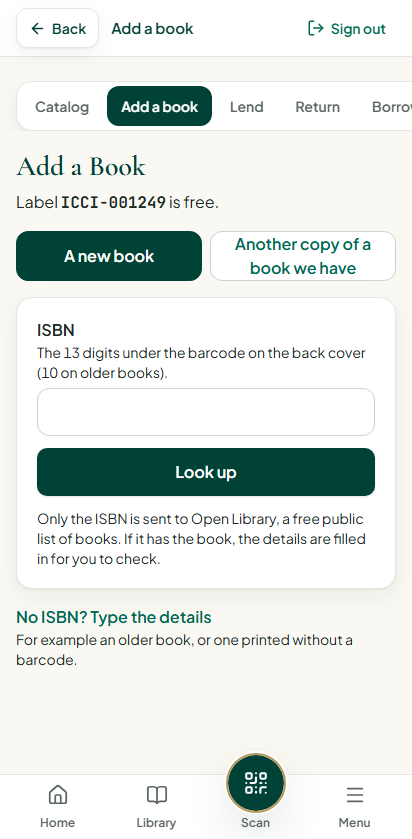 Back
Add a book
Sign out
Catalog
Add a book
Lend
Return
Add a Book
Label ICCI-001249 is free.
A new book
Another copy of a
book we have
ISBN
The 13 digits under the barcode on the back cover
(10 on older books).
Look up
Only the ISBN is sent to Open Library, a free public
list of books. If it has the book, the details are filled
in for you to check.
No ISBN? Type the details
For example an older book, or one printed without a
barcode.
Home
Library
Scan
Menu